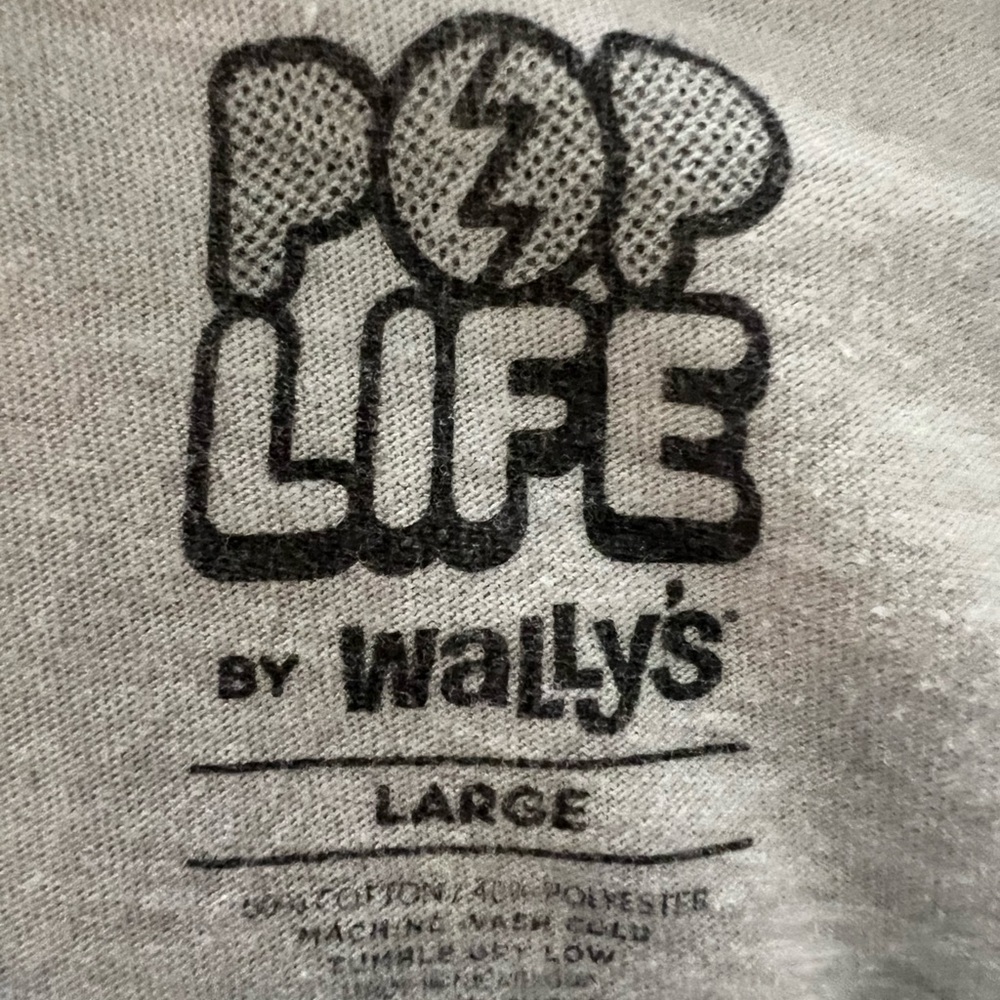 POP
LIFE
BY Wally's
LARGE
COTTON / 40% POLYESTER
MACHINE WASH COLD
TUMBLE DRY LOW